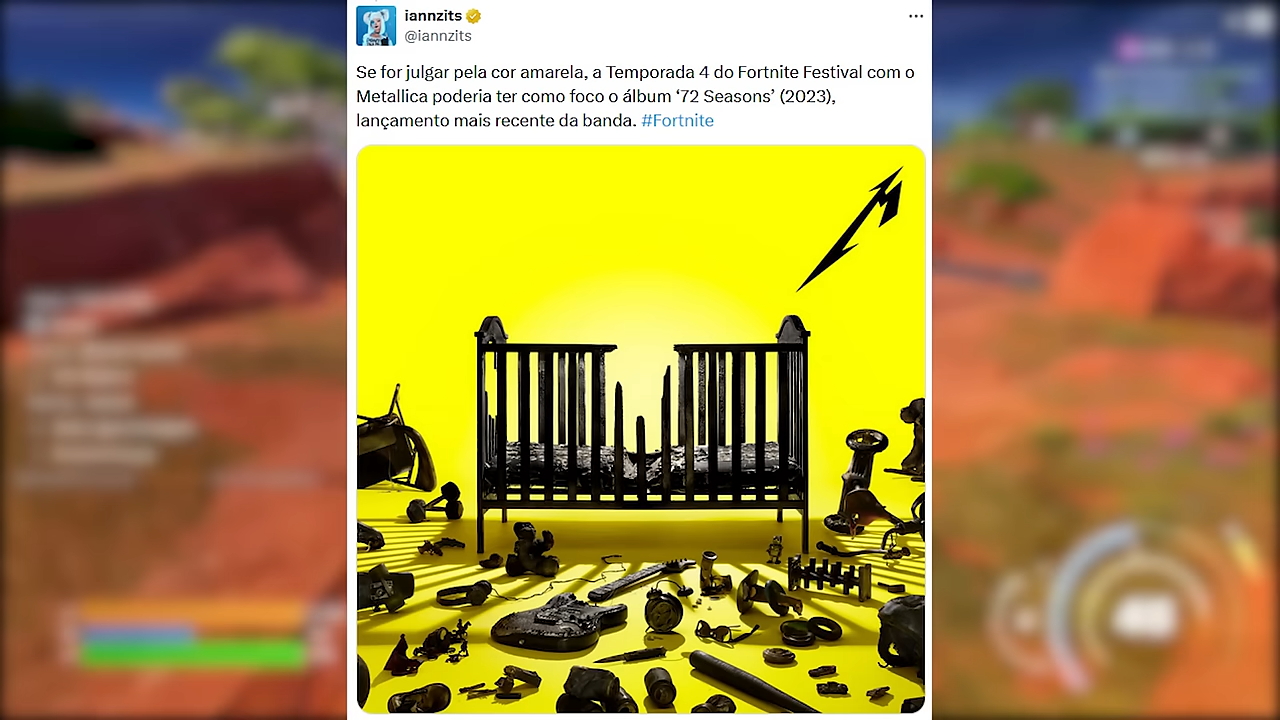 iannzits
@iannzits
Se for julgar pela cor amarela, a Temporada 4 do Fortnite Festival com o
Metallica poderia ter como foco o álbum ‘72 Seasons’ (2023),
lançamento mais recente da banda. #Fortnite
M